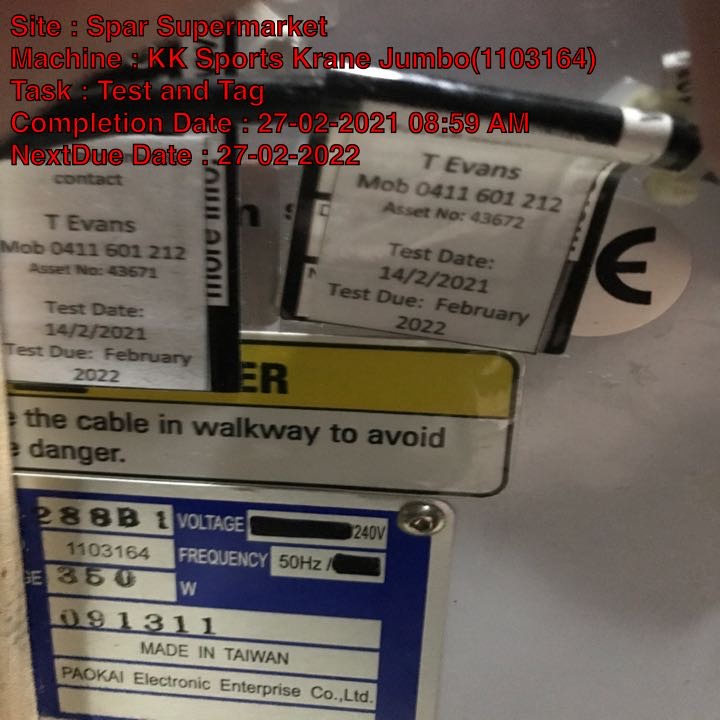 Site : Spar Supermarket
Machine : KK Sports Krane Jumbo(1103164)
Task : Test and Tag
Completion Date : 27-02-2021 08:59 AM
NextDue Date : 27-02-2022
contact
T Evans
Mob 0411 601 212
Asset No: 43671
Test Date:
14/2/2021
Test Due: February
2022
more
T Evans
Mob 0411 601 212
Asset No: 43672
Test Date:
14/2/2021
Test Due: February
2022
CE
ER
the cable in walkway to avoid
danger.
288B1
VOLTAGE /240V
1103164
FREQUENCY 50Hz /
350 W
091311
MADE IN TAIWAN
PAOKAI Electronic Enterprise Co.,Ltd.